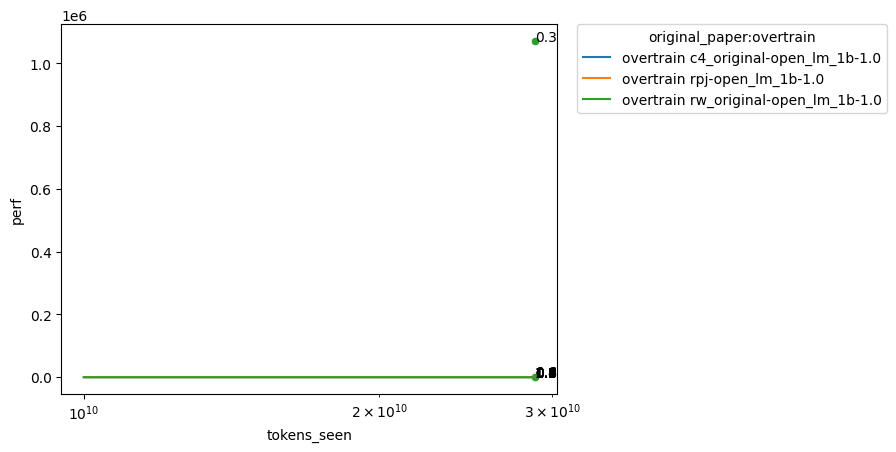 1e6
0.3
1.0
0.8
0.6
0.4
0.2
0.0
perf
10^10
2 × 10^10
3 × 10^10
tokens_seen
original_paper:overtrain
overtrain c4_original-open_lm_1b-1.0
overtrain rpj-open_lm_1b-1.0
overtrain rw_original-open_lm_1b-1.0